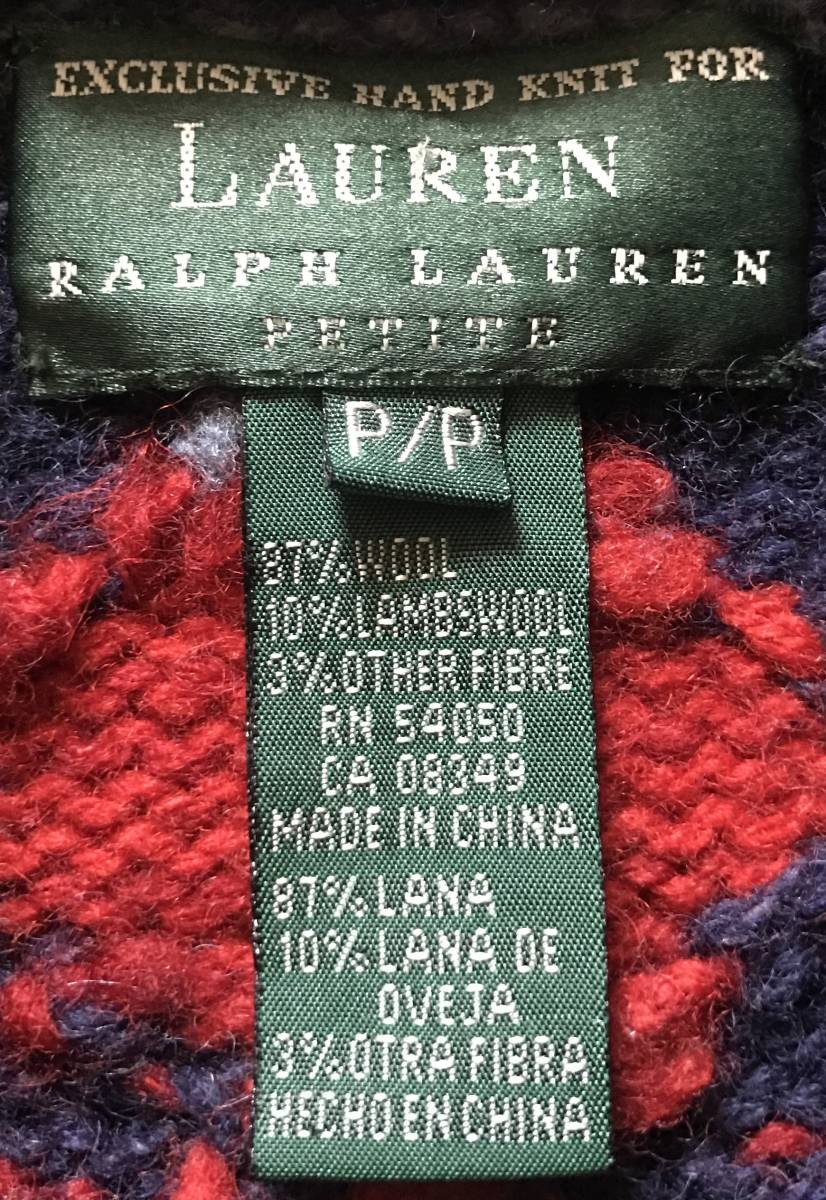 EXCLUSIVE HAND KNIT FOR
LAUREN
RALPH LAUREN
PETITE
P/P
87% WOOL
10% LAMBSWOOL
3% OTHER FIBRE
RN 54050
CA 08349
MADE IN CHINA
87% LANA
10% LANA DE
OVEJA
3% OTRA FIBRA
HECHO EN CHINA